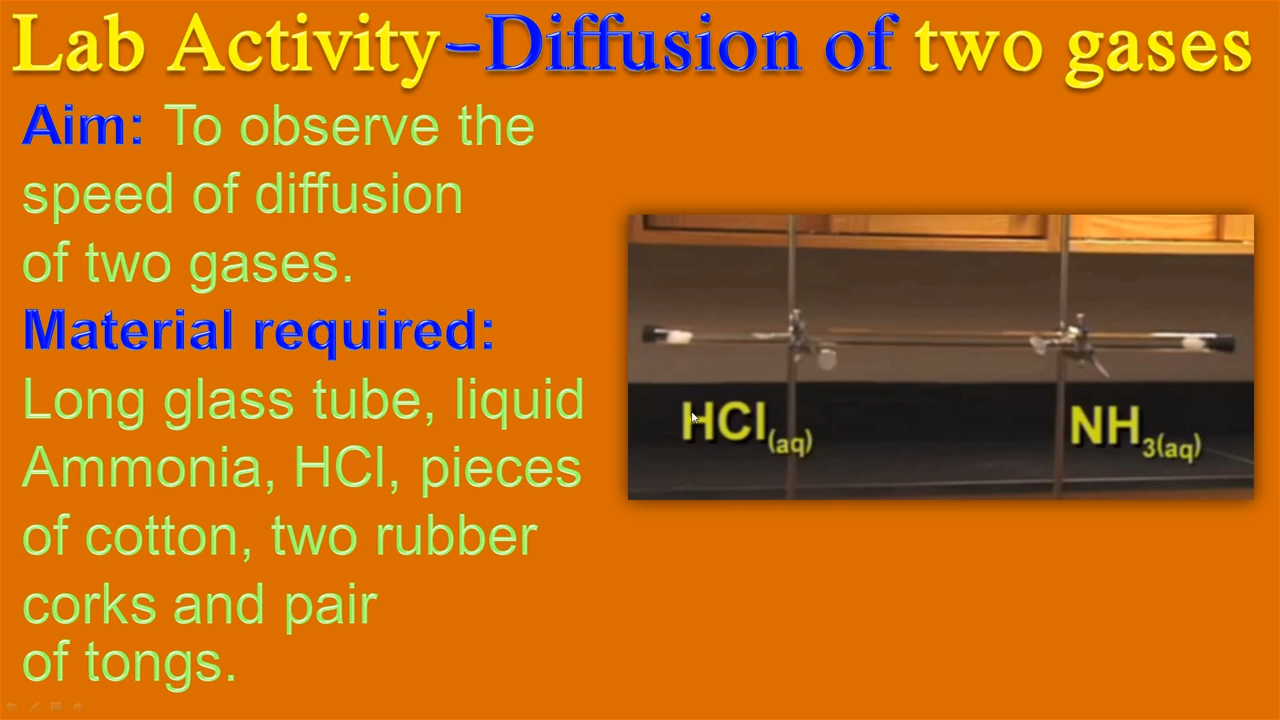 Lab Activity-Diffusion of two gases
Aim: To observe the
speed of diffusion
of two gases.
Material required:
Long glass tube, liquid
Ammonia, HCl, pieces
of cotton, two rubber
corks and pair
of tongs.
HCl(aq)
NH3(aq)